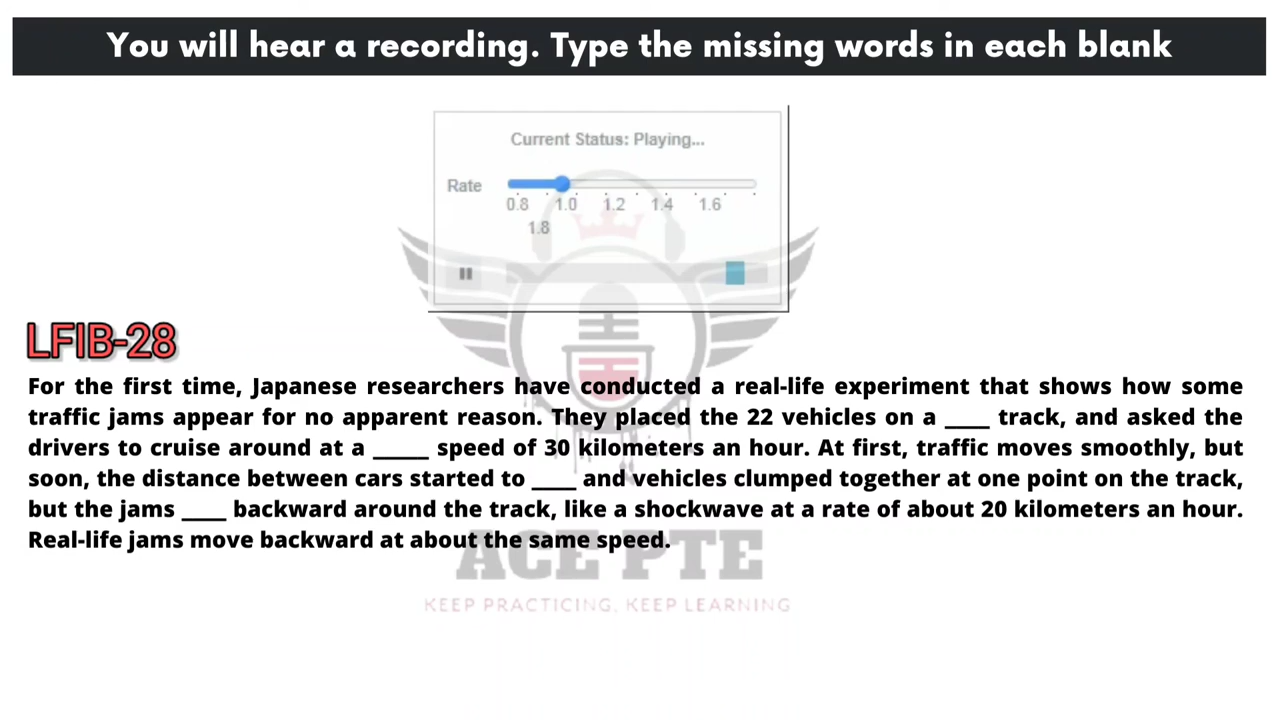 You will hear a recording. Type the missing words in each blank
Current Status: Playing...
Rate
0.8 1.0 1.2 1.4 1.6
1.8
LFIB-28
For the first time, Japanese researchers have conducted a real-life experiment that shows how some
traffic jams appear for no apparent reason. They placed the 22 vehicles on a ____ track, and asked the
drivers to cruise around at a _____ speed of 30 kilometers an hour. At first, traffic moves smoothly, but
soon, the distance between cars started to ____ and vehicles clumped together at one point on the track,
but the jams ____ backward around the track, like a shockwave at a rate of about 20 kilometers an hour.
Real-life jams move backward at about the same speed.
ACE PTE
KEEP PRACTICING, KEEP LEARNING